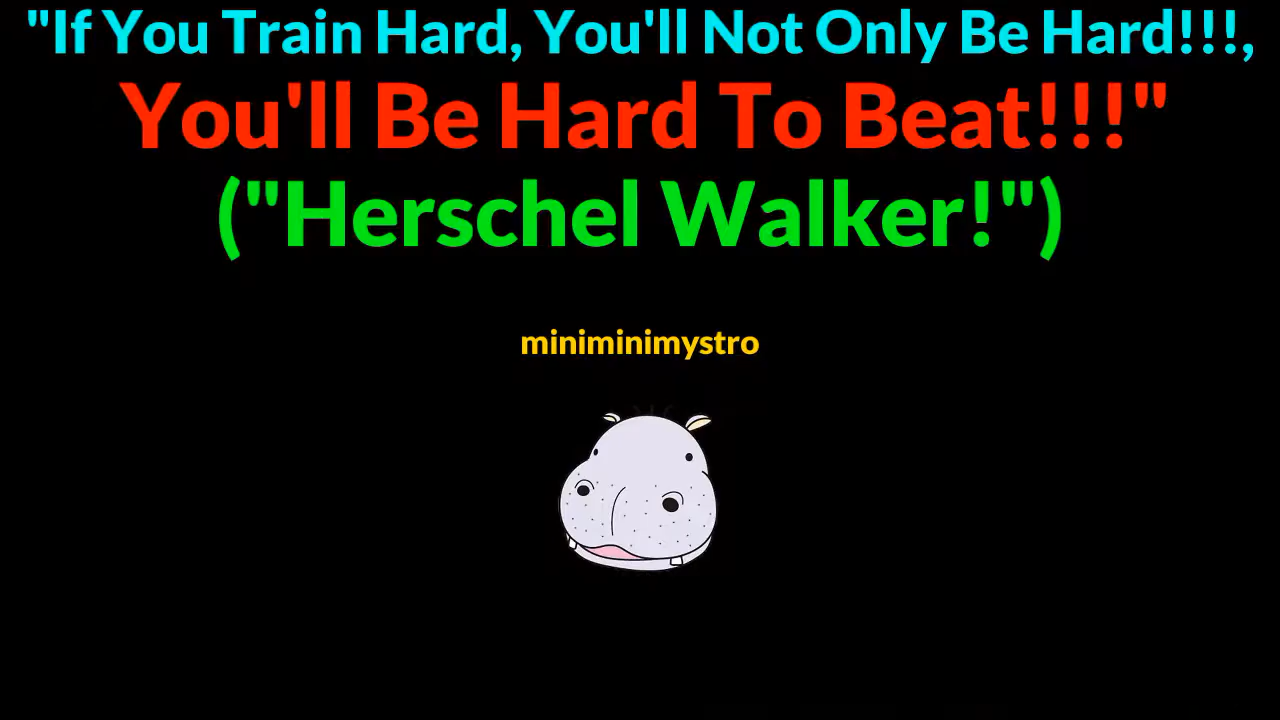 "If You Train Hard, You'll Not Only Be Hard!!!,
You'll Be Hard To Beat!!!"
("Herschel Walker!")
miniminimystro